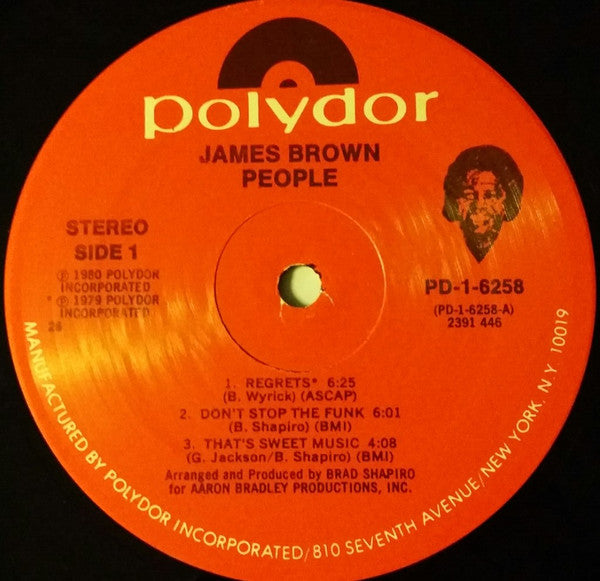 polydor
JAMES BROWN
PEOPLE
STEREO
SIDE 1
Ⓟ 1980 POLYDOR
INCORPORATED
* Ⓟ 1979 POLYDOR
INCORPORATED
26
PD-1-6258
(PD-1-6258-A)
2391 446
1. REGRETS* 6:25
(B. Wyrick) (ASCAP)
2. DON'T STOP THE FUNK 6:01
(B. Shapiro) (BMI)
3. THAT'S SWEET MUSIC 4:08
(G. Jackson/B. Shapiro) (BMI)
Arranged and Produced by BRAD SHAPIRO
for AARON BRADLEY PRODUCTIONS, INC.
MANUFACTURED BY POLYDOR INCORPORATED/810 SEVENTH AVENUE/NEW YORK, N.Y. 10019